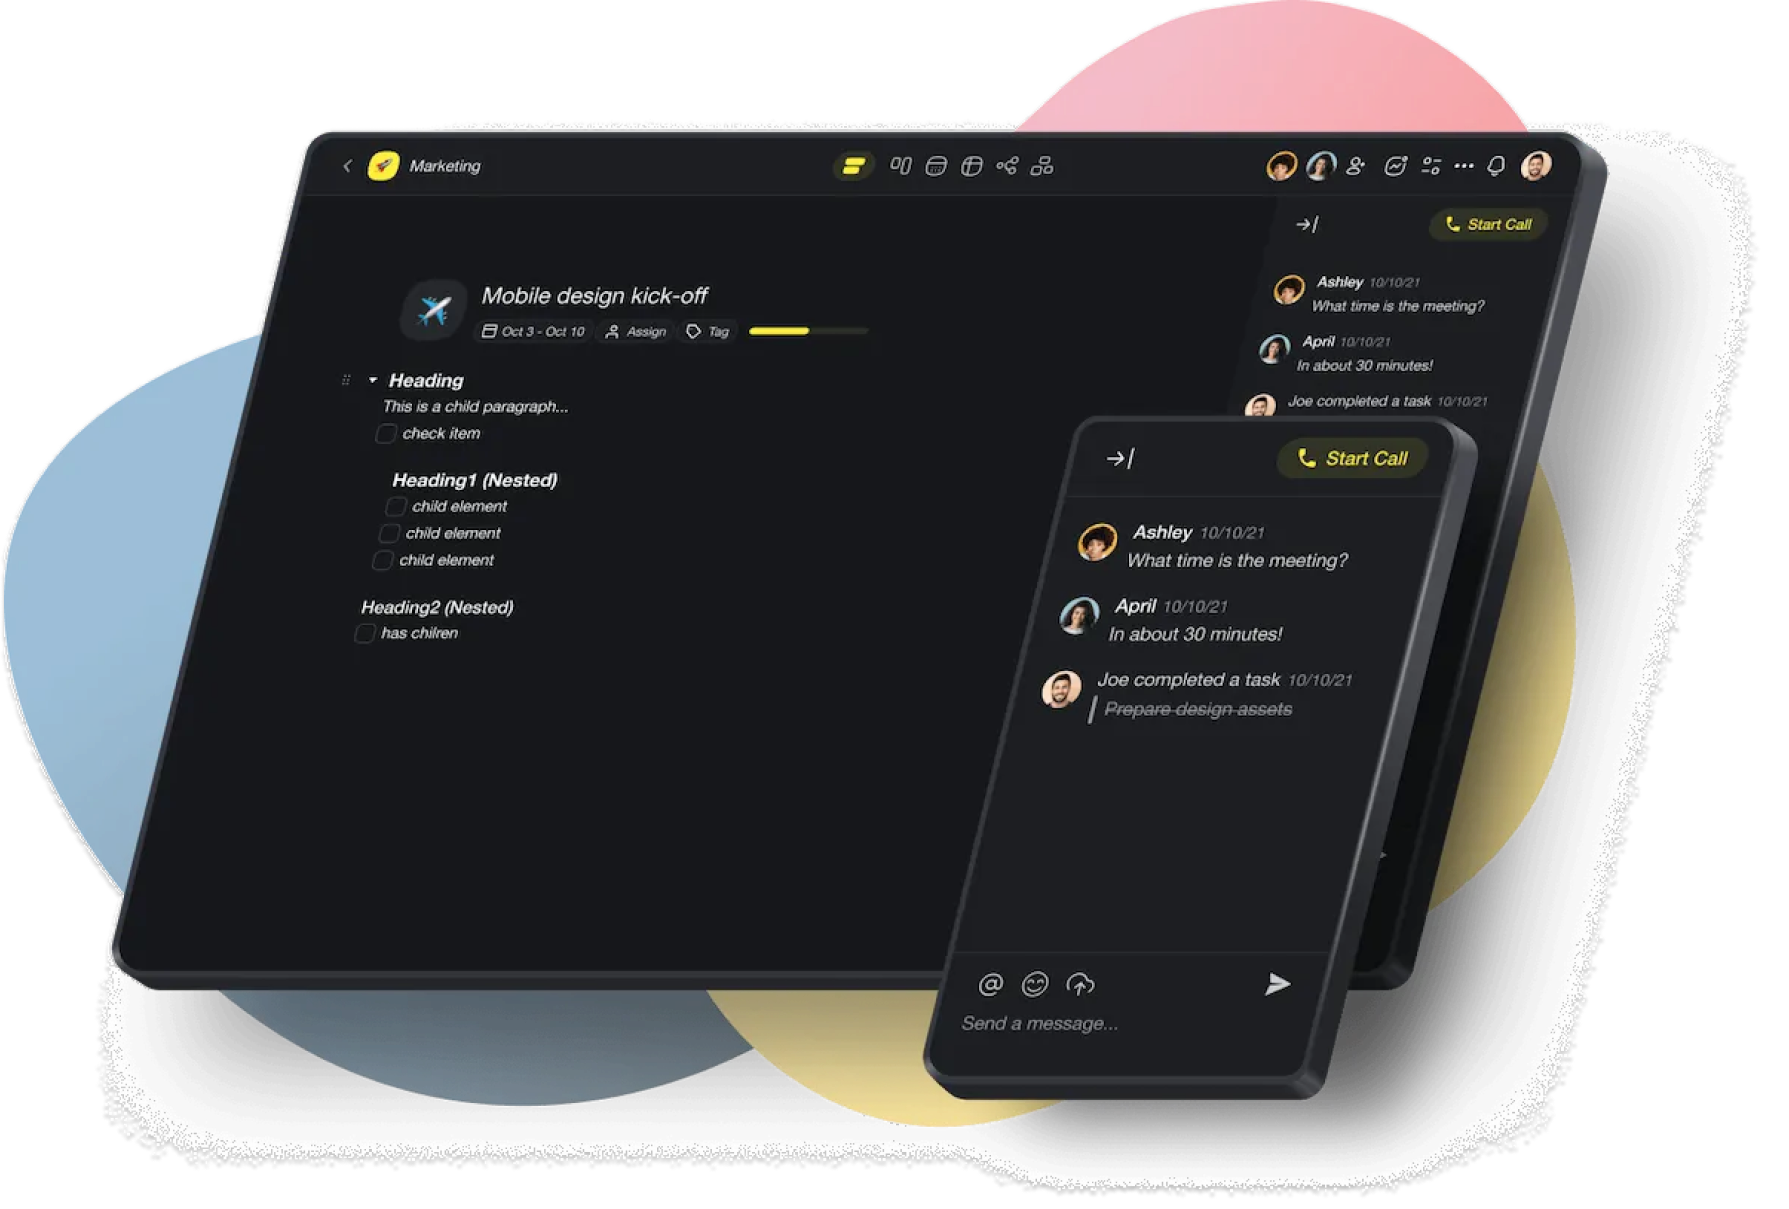 Marketing
Start Call
Mobile design kick-off
Oct 3 - Oct 10 Assign Tag
Heading
This is a child paragraph...
check item
Heading1 (Nested)
child element
child element
child element
Heading2 (Nested)
has chilren
Ashley 10/10/21
What time is the meeting?
April 10/10/21
In about 30 minutes!
Joe completed a task 10/10/21
Start Call
Ashley 10/10/21
What time is the meeting?
April 10/10/21
In about 30 minutes!
Joe completed a task 10/10/21
Prepare design assets
@
Send a message...